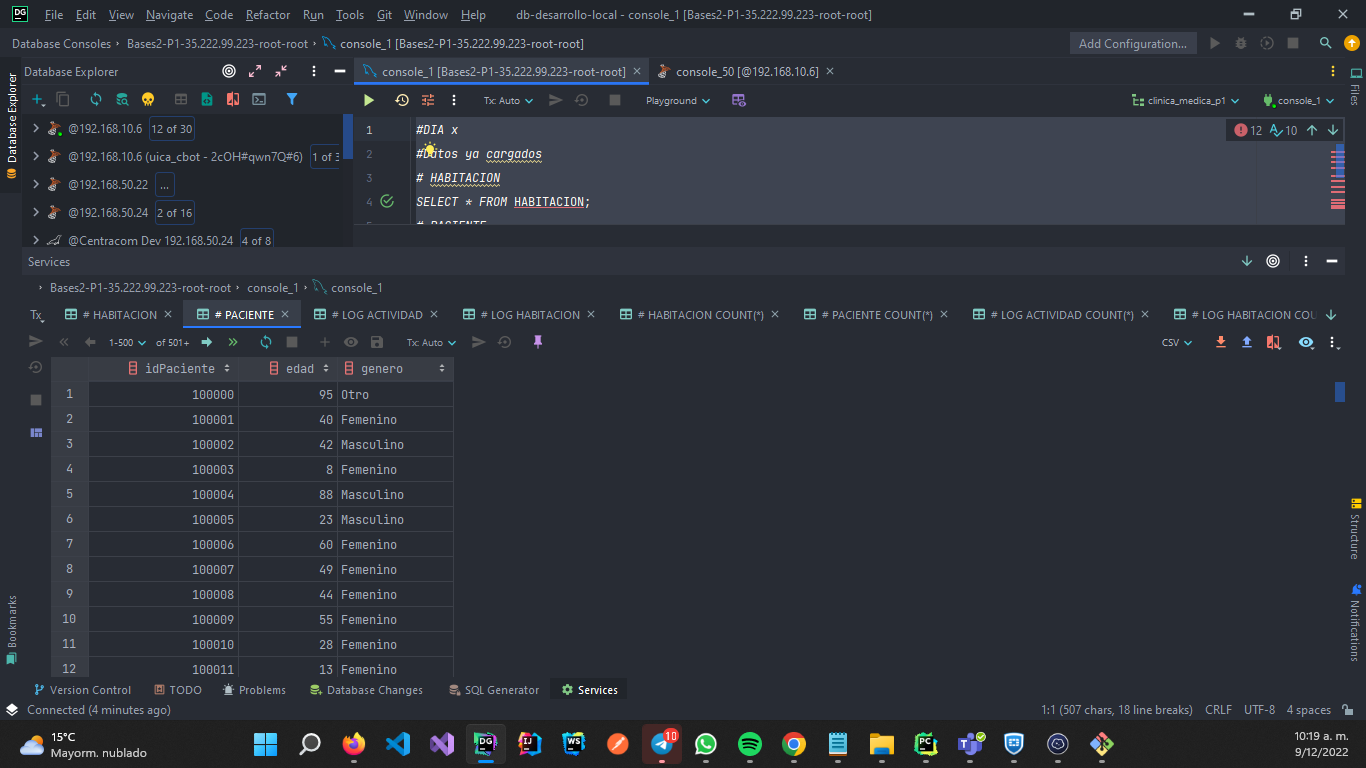 DG File Edit View Navigate Code Refactor Run Tools Git Window Help db-desarrollo-local - console_1 [Bases2-P1-35.222.99.223-root-root]
Database Consoles Bases2-P1-35.222.99.223-root-root console_1 [Bases2-P1-35.222.99.223-root-root] Add Configuration...
Database Explorer console_1 [Bases2-P1-35.222.99.223-root-root] console_50 [@192.168.10.6]
Database Explorer
Files
Tx: Auto Playground clinica_medica_p1 console_1
@192.168.10.6 12 of 30
@192.168.10.6 (uica_cbot - 2cOH#qwn7Q#6) 1 of 3
@192.168.50.22 ...
@192.168.50.24 2 of 16
@Centracom Dev 192.168.50.24 4 of 8
1 #DIA x 12 10
2 #Datos ya cargados
3 # HABITACION
4 SELECT * FROM HABITACION;
5 # PACIENTE
Services
Bases2-P1-35.222.99.223-root-root console_1 console_1
Tx # HABITACION # PACIENTE # LOG ACTIVIDAD # LOG HABITACION # HABITACION COUNT(*) # PACIENTE COUNT(*) # LOG ACTIVIDAD COUNT(*) # LOG HABITACION COU
1-500 of 501+ Tx: Auto CSV
idPaciente edad genero
1 100000 95 Otro
2 100001 40 Femenino
3 100002 42 Masculino
4 100003 8 Femenino
5 100004 88 Masculino
6 100005 23 Masculino
7 100006 60 Femenino
8 100007 49 Femenino
9 100008 44 Femenino
10 100009 55 Femenino
11 100010 28 Femenino
12 100011 13 Femenino
Structure
Notifications
Bookmarks
Version Control TODO Problems Database Changes SQL Generator Services
Connected (4 minutes ago) 1:1 (507 chars, 18 line breaks) CRLF UTF-8 4 spaces
15°C
Mayorm. nublado
DG IJ WS 10 PC
10:19 a. m.
9/12/2022